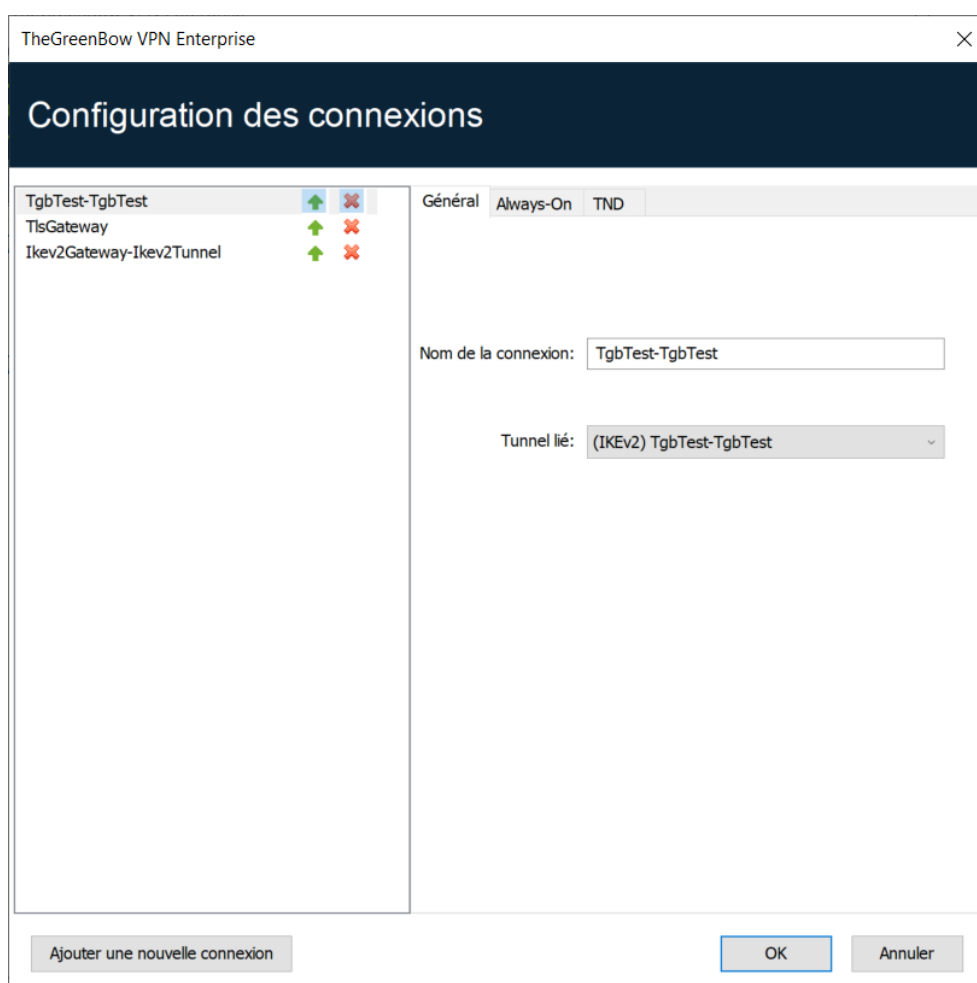 TheGreenBow VPN Enterprise
Configuration des connexions
TgbTest-TgbTest
TlsGateway
Ikev2Gateway-Ikev2Tunnel
Général Always-On TND
Nom de la connexion: TgbTest-TgbTest
Tunnel lié: (IKEv2) TgbTest-TgbTest
Ajouter une nouvelle connexion OK Annuler